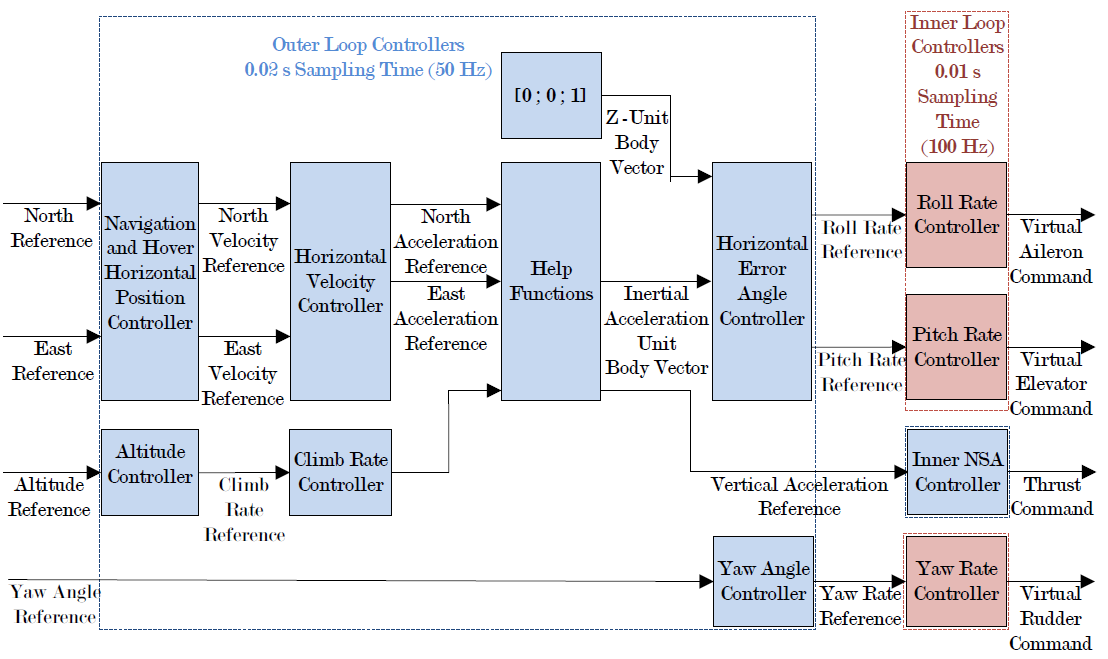 Outer Loop Controllers
0.02 s Sampling Time (50 Hz)
Inner Loop
Controllers
0.01 s
Sampling
Time
(100 Hz)
[0 ; 0 ; 1]
Z -Unit
Body
Vector
North
Reference
East
Reference
Navigation
and Hover
Horizontal
Position
Controller
North
Velocity
Reference
East
Velocity
Reference
Horizontal
Velocity
Controller
North
Acceleration
Reference
East
Acceleration
Reference
Help
Functions
Inertial
Acceleration
Unit
Body Vector
Horizontal
Error
Angle
Controller
Roll Rate
Reference
Pitch Rate
Reference
Roll Rate
Controller
Virtual
Aileron
Command
Pitch Rate
Controller
Virtual
Elevator
Command
Altitude
Reference
Altitude
Controller
Climb
Rate
Reference
Climb Rate
Controller
Vertical Acceleration
Reference
Inner NSA
Controller
Thrust
Command
Yaw Angle
Reference
Yaw Angle
Controller
Yaw Rate
Reference
Yaw Rate
Controller
Virtual
Rudder
Command